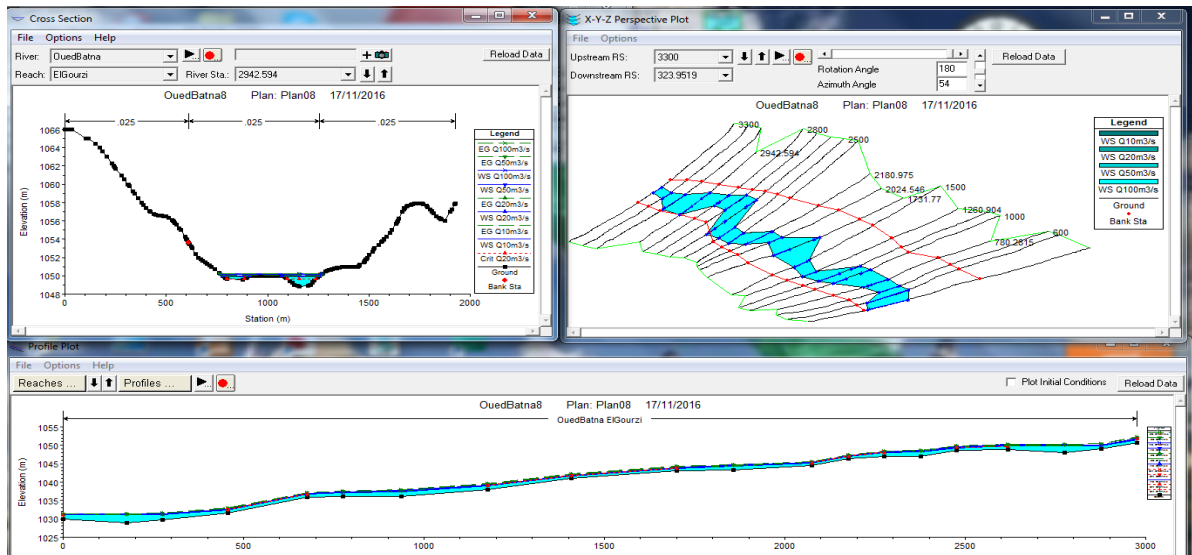 Cross Section
File Options Help
River: OuedBatna Reload Data
Reach: ElGourzi River Sta.: 2942.594
OuedBatna8 Plan: Plan08 17/11/2016
.025 .025 .025
1066
1064
1062
1060
1058
1056
1054
1052
1050
1048
Elevation (m)
0 500 1000 1500 2000
Station (m)
Legend
EG Q100m3/s
EG Q50m3/s
WS Q100m3/s
WS Q50m3/s
EG Q20m3/s
WS Q20m3/s
EG Q10m3/s
WS Q10m3/s
Crit Q20m3/s
Ground
Bank Sta
X-Y-Z Perspective Plot
File Options
Upstream RS: 3300 Reload Data
Downstream RS: 323.9519
Rotation Angle 180
Azimuth Angle 54
OuedBatna8 Plan: Plan08 17/11/2016
3300
2942.594
2800
2500
2180.975
2024.546
1731.77
1500
1260.904
1000
780.2815
600
Legend
WS Q10m3/s
WS Q20m3/s
WS Q50m3/s
WS Q100m3/s
Ground
Bank Sta
Profile Plot
File Options Help
Reaches ... Profiles ... Plot Initial Conditions Reload Data
OuedBatna8 Plan: Plan08 17/11/2016
OuedBatna ElGourzi
1055
1050
1045
1040
1035
1030
1025
Elevation (m)
0 500 1000 1500 2000 2500 3000